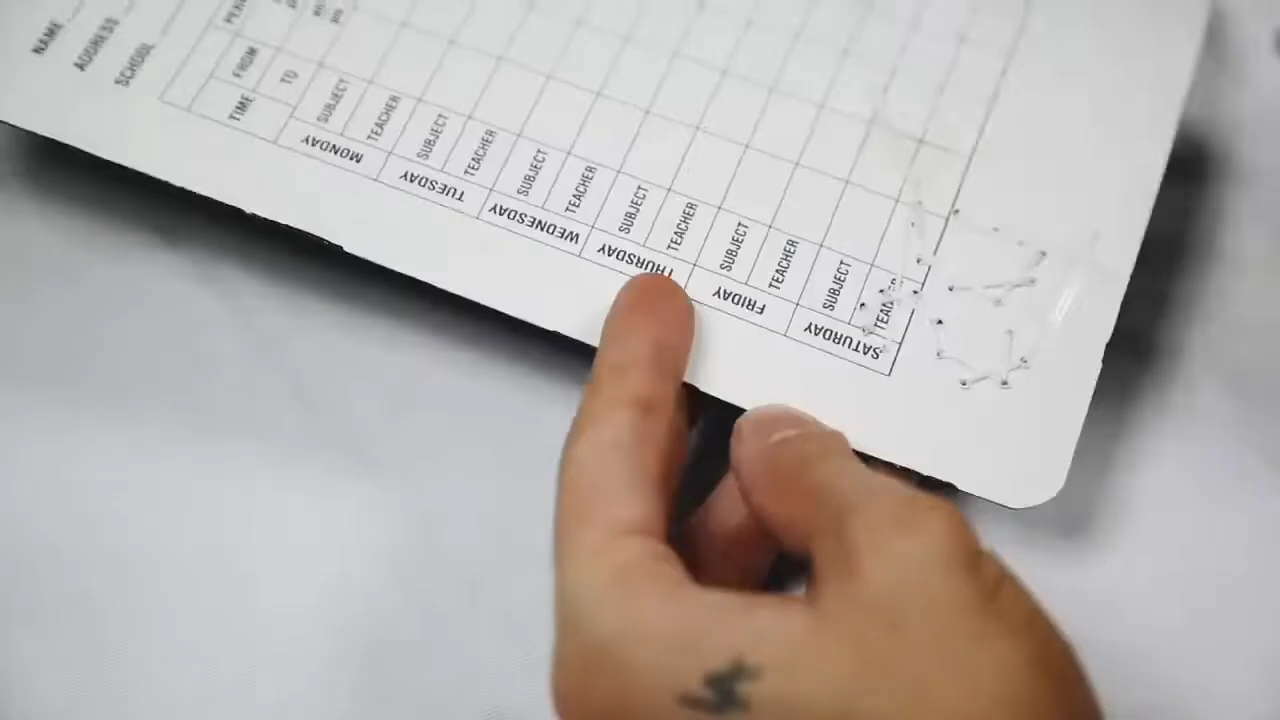 NAME
ADDRESS
SCHOOL
TIME
FROM
TO
MONDAY
SUBJECT
TEACHER
TUESDAY
SUBJECT
TEACHER
WEDNESDAY
SUBJECT
TEACHER
THURSDAY
SUBJECT
TEACHER
FRIDAY
SUBJECT
TEACHER
SATURDAY
SUBJECT